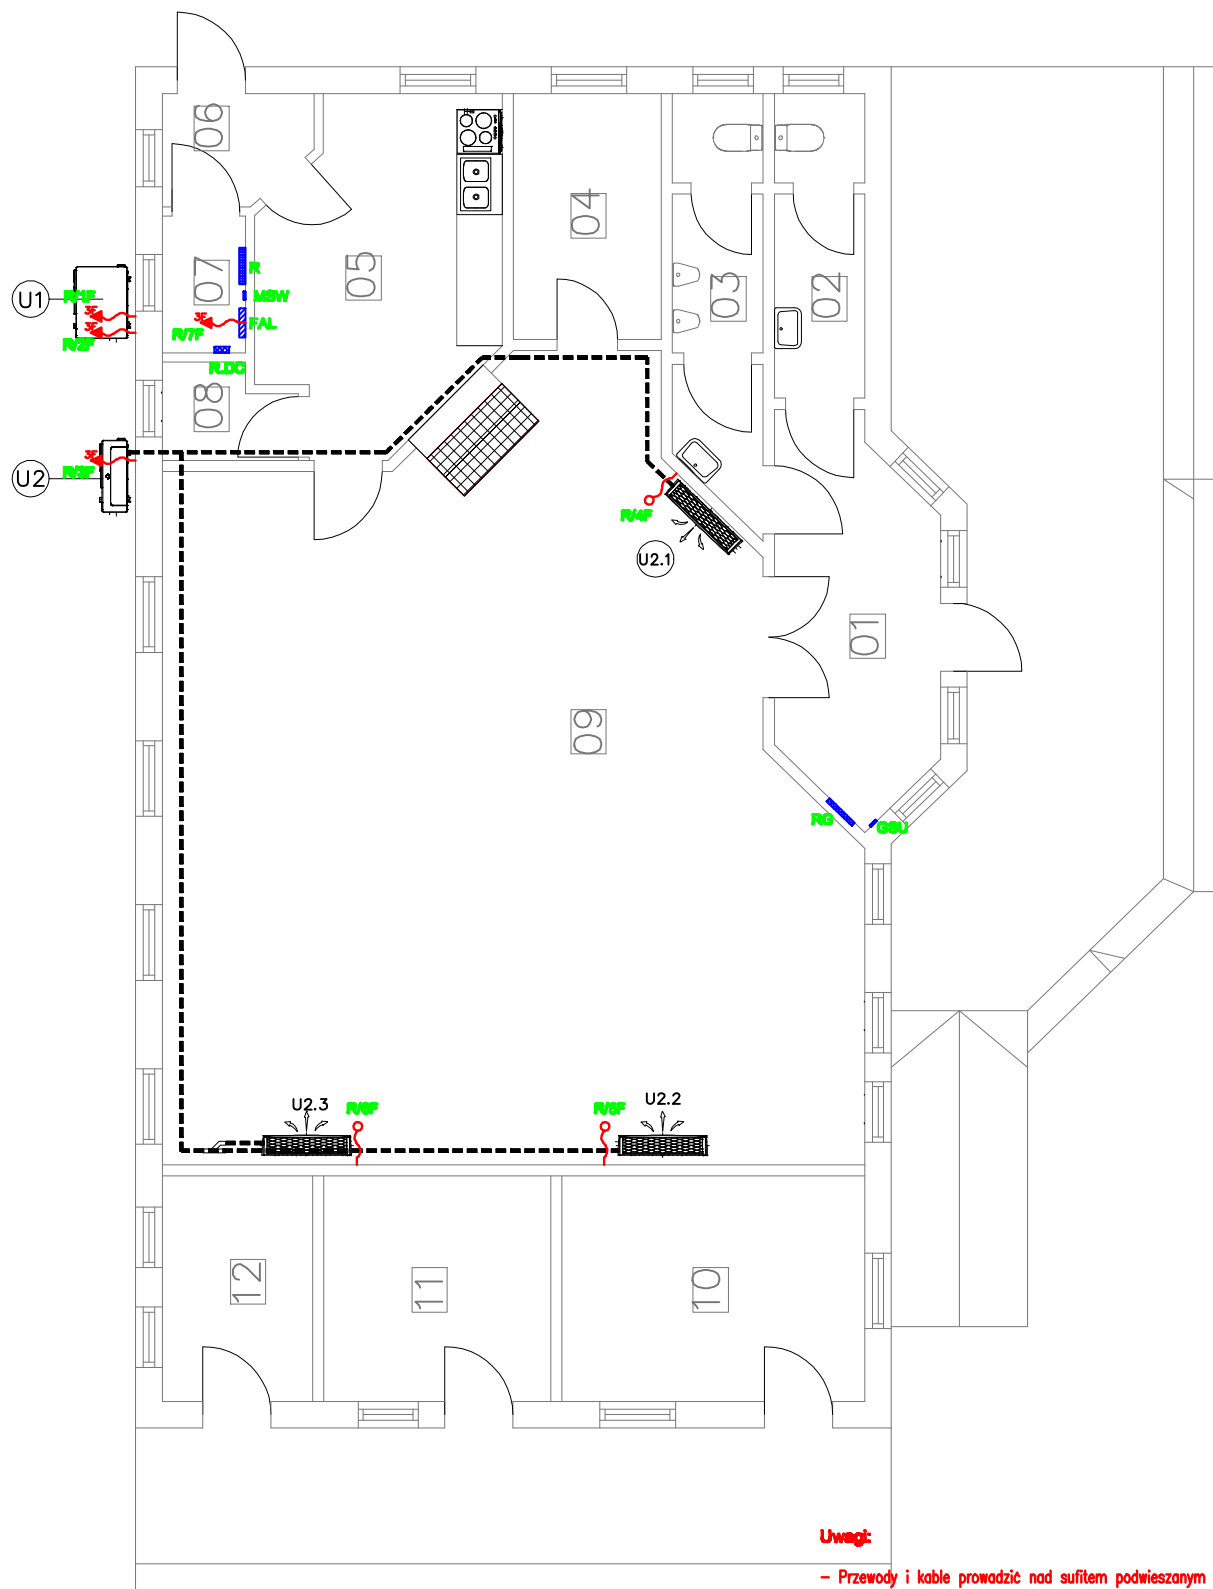 06
04
05
07
03
02
R
U1
R/1F
MSW
3F
3F
3F
FAL
R/7F
R/2F
R.DC
08
3F
R/3F
U2
R/4F
U2.1
01
09
RG
GSU
U2.3
R/6F
R/5F
U2.2
12
11
10
Uwagi:
- Przewody i kable prowadzić nad sufitem podwieszanym